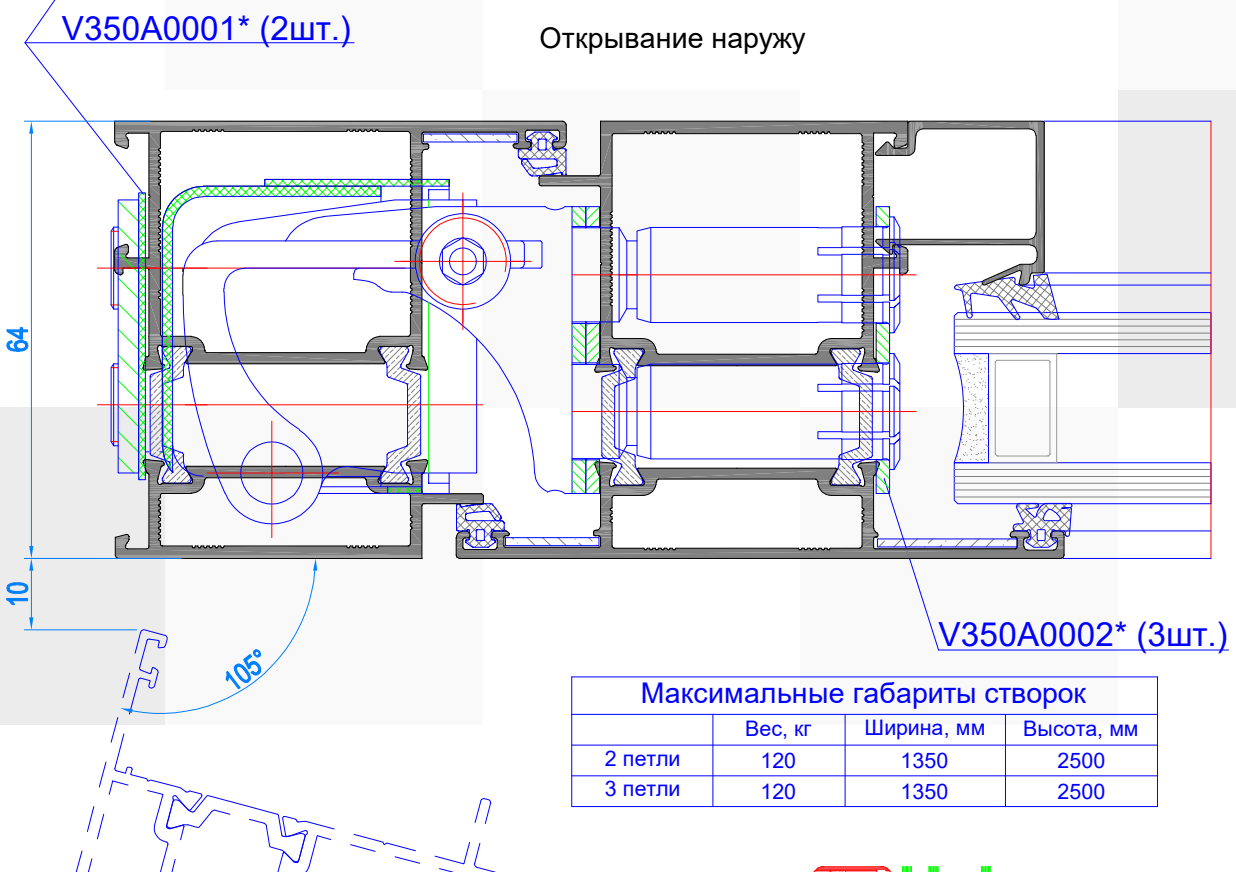 V350A0001* (2шт.)
Открывание наружу
64
10
105°
V350A0002* (3шт.)
Максимальные габариты створок
Вес, кг Ширина, мм Высота, мм
2 петли 120 1350 2500
3 петли 120 1350 2500